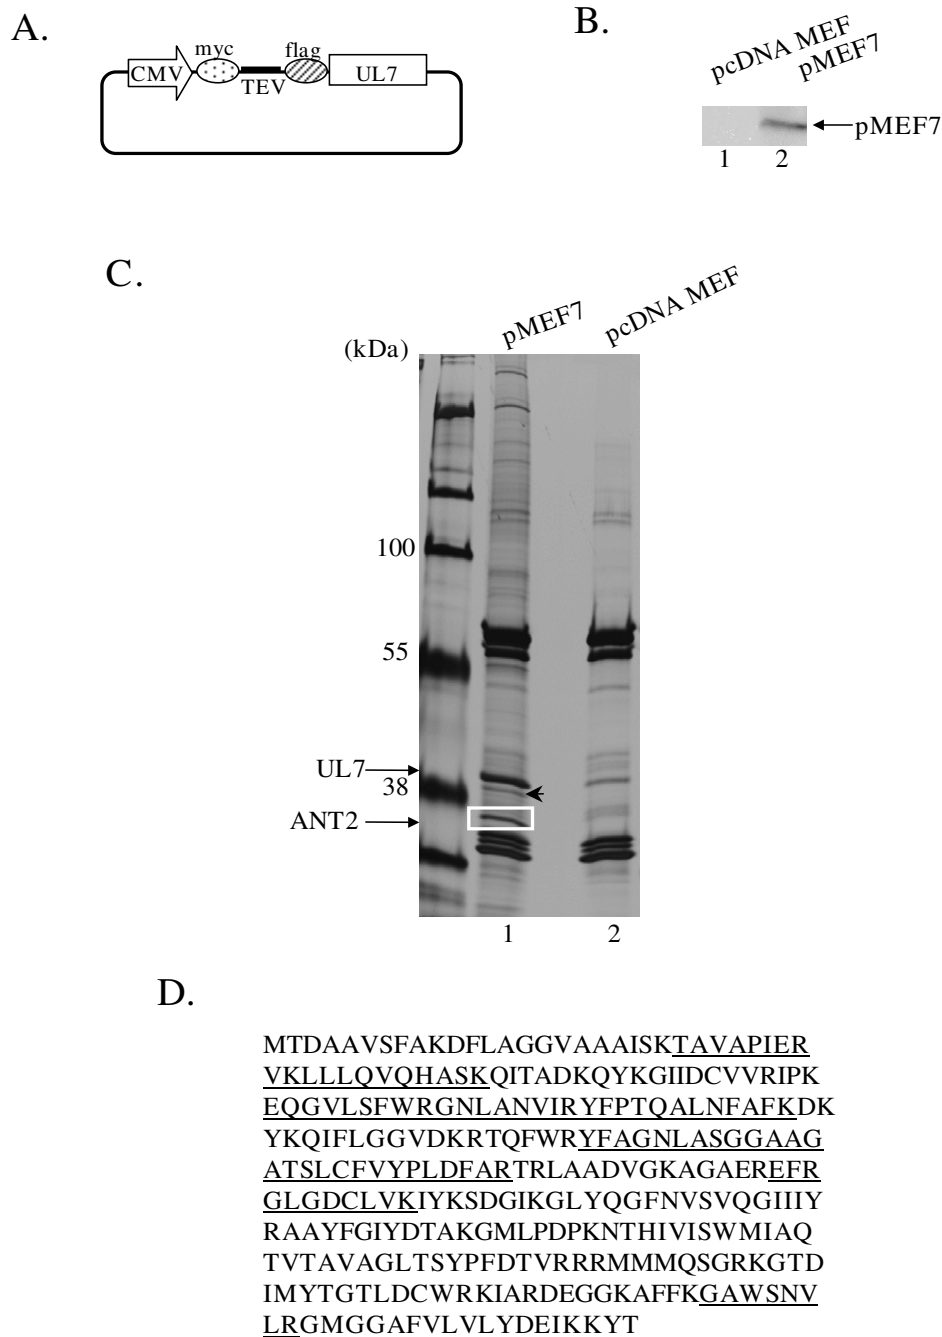 A.
myc
flag
CMV
TEV
UL7
B.
pcDNA MEF
pMEF7
pMEF7
1
2
C.
(kDa)
pMEF7
pcDNA MEF
100
55
UL7
38
ANT2
1
2
D.
MTDAAVSFAKDFLAGGVAAAISKTAVAPIER
VKLLLQVQHASKQITADKQYKGIIDCVVRIPK
EQGVLSFWRGNLANVIRYFPTQALNFAFKDK
YKQIFLGGVDKRTQFWRYFAGNLASGGAAG
ATSLCFVYPLDFARTRLAADVGKAGAEREFR
GLGDCLVKIYKSDGIKGLYQGFNVSVQGIIIY
RAAYFGIYDTAKGMLPDPKNTHIVISWMIAQ
TVTAVAGLTSYPFDTVRRRMMMQSGRKGTD
IMYTGTLDCWRKIARDEGGKAFFKGAWSNV
LRGMGGAFVLVLYDEIKKYT